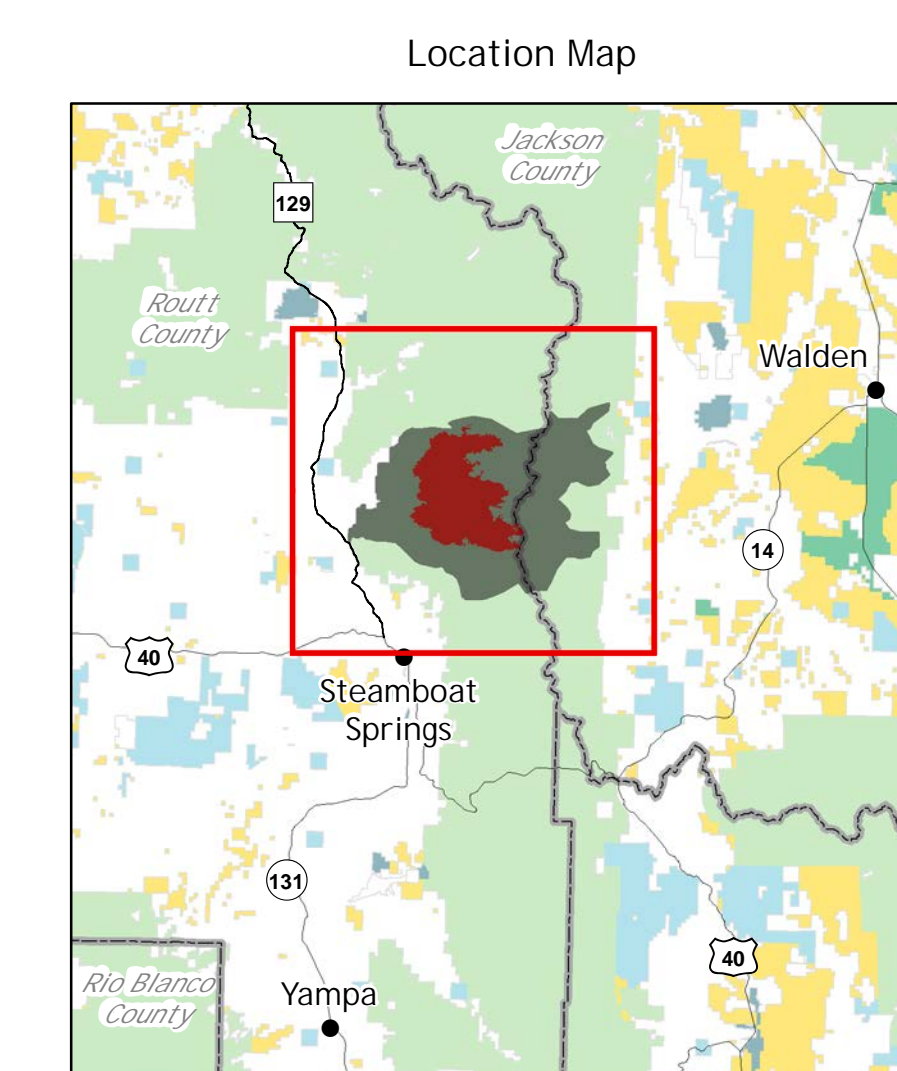 Location Map
Jackson
County
129
Routt
County
Walden
14
40
Steamboat
Springs
131
40
Rio Blanco
County
Yampa